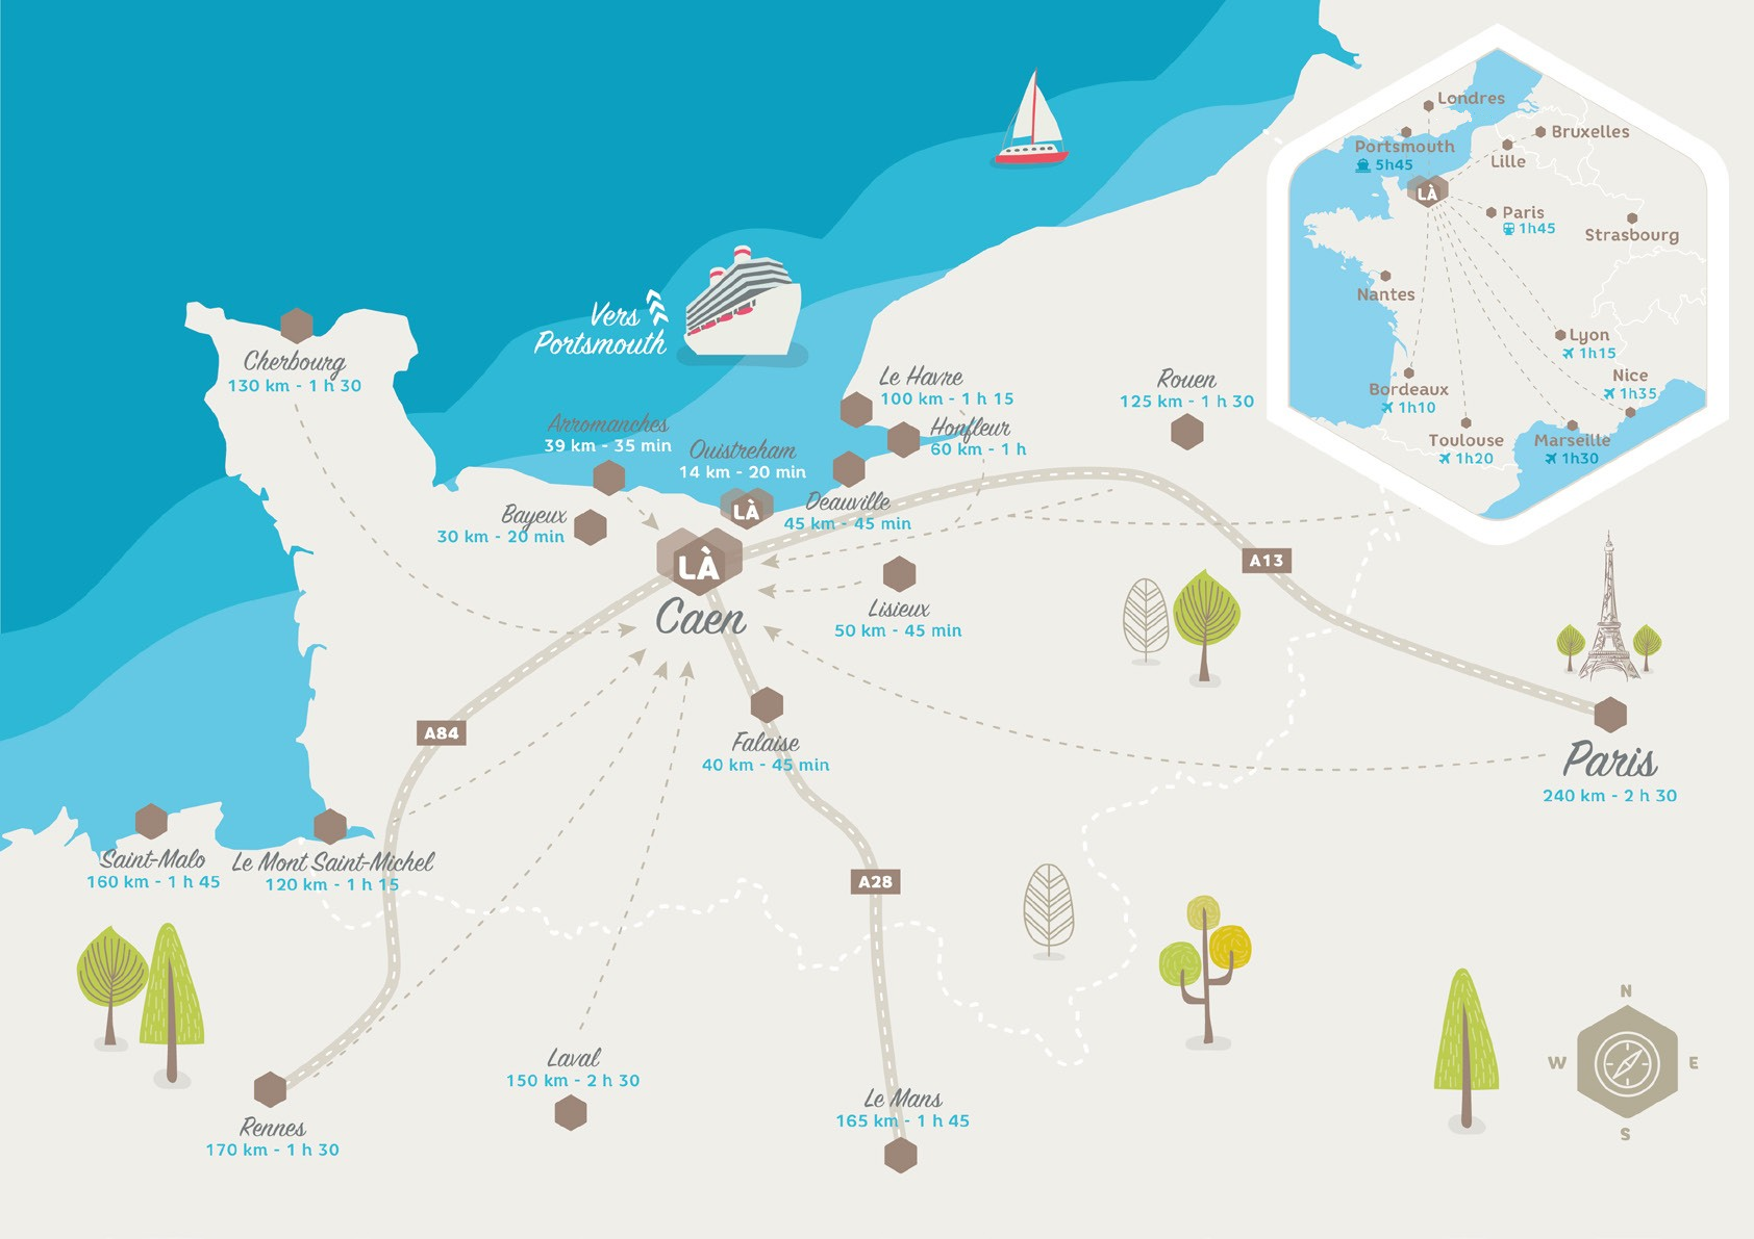 Londres
Bruxelles
Portsmouth
5h45
Lille
LÀ
Paris
1h45
Strasbourg
Nantes
Lyon
1h15
Nice
1h35
Bordeaux
1h10
Toulouse
1h20
Marseille
1h30
Vers
Portsmouth
Cherbourg
130 km - 1 h 30
Le Havre
100 km - 1 h 15
Rouen
125 km - 1 h 30
Arromanches
39 km - 35 min
Honfleur
60 km - 1 h
Ouistreham
14 km - 20 min
LÀ
Deauville
45 km - 45 min
Bayeux
30 km - 20 min
LÀ
Caen
A13
Lisieux
50 km - 45 min
A84
Falaise
40 km - 45 min
Paris
240 km - 2 h 30
Saint-Malo
160 km - 1 h 45
Le Mont Saint-Michel
120 km - 1 h 15
A28
N
W
E
S
Laval
150 km - 2 h 30
Le Mans
165 km - 1 h 45
Rennes
170 km - 1 h 30